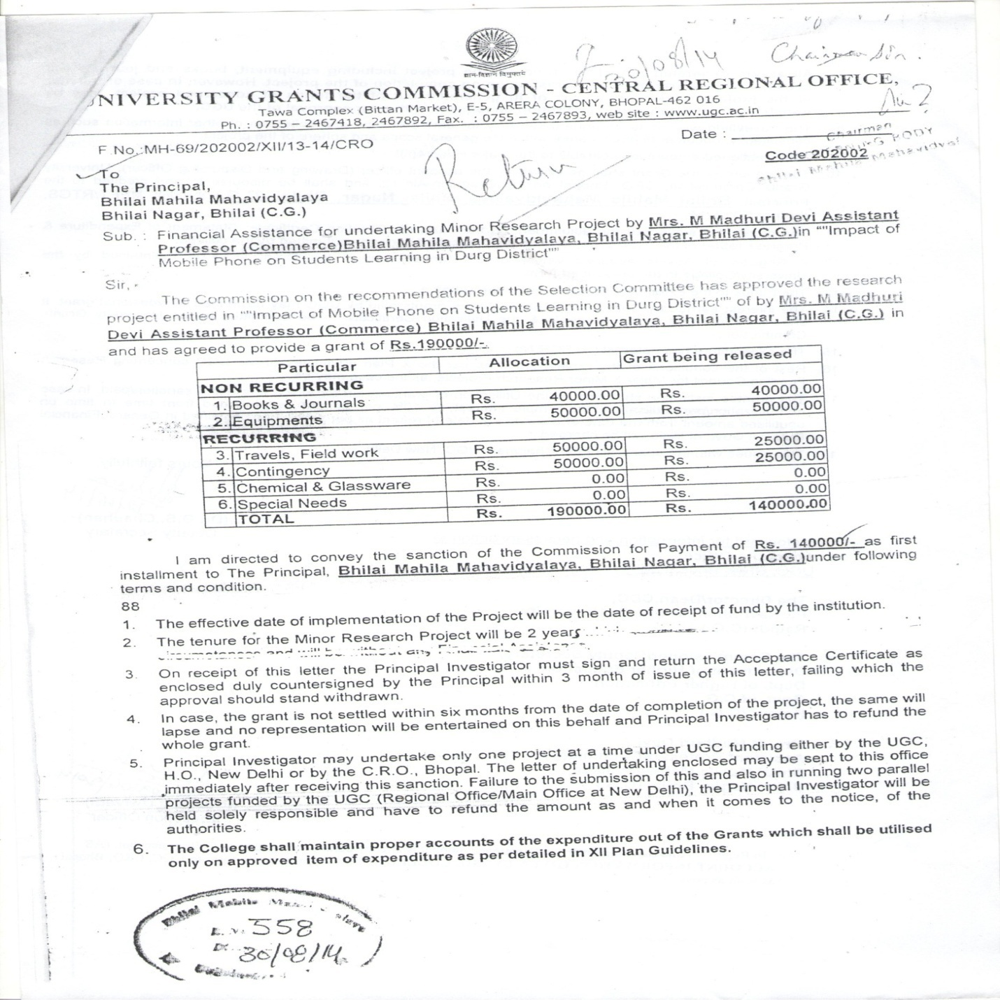 ज्ञान-विज्ञान विमुक्तये
30/08/14 Chairman Sir.
UNIVERSITY GRANTS COMMISSION - CENTRAL REGIONAL OFFICE,
Tawa Complex (Bittan Market), E-5, ARERA COLONY, BHOPAL-462 016
Ph. : 0755 – 2467418, 2467892, Fax. : 0755 – 2467893, web site : www.ugc.ac.in
F.No.:MH-69/202002/XII/13-14/CRO
Date :
Chairman
Code 202002
Bhilai Mahila Mahavidyal
Return
To
The Principal,
Bhilai Mahila Mahavidyalaya
Bhilai Nagar, Bhilai (C.G.)
Sub. : Financial Assistance for undertaking Minor Research Project by Mrs. M Madhuri Devi Assistant
Professor (Commerce)Bhilai Mahila Mahavidyalaya, Bhilai Nagar, Bhilai (C.G.)in ""Impact of
Mobile Phone on Students Learning in Durg District""
Sir,
The Commission on the recommendations of the Selection Committee has approved the research
project entitled in ""Impact of Mobile Phone on Students Learning in Durg District"" of by Mrs. M Madhuri
Devi Assistant Professor (Commerce) Bhilai Mahila Mahavidyalaya, Bhilai Nagar, Bhilai (C.G.) in
and has agreed to provide a grant of Rs.190000/-.
Particular Allocation Grant being released
NON RECURRING
1. Books & Journals Rs. 40000.00 Rs. 40000.00
2. Equipments Rs. 50000.00 Rs. 50000.00
RECURRING
3. Travels, Field work Rs. 50000.00 Rs. 25000.00
4. Contingency Rs. 50000.00 Rs. 25000.00
5. Chemical & Glassware Rs. 0.00 Rs. 0.00
6. Special Needs Rs. 0.00 Rs. 0.00
TOTAL Rs. 190000.00 Rs. 140000.00
I am directed to convey the sanction of the Commission for Payment of Rs. 140000/- as first
installment to The Principal, Bhilai Mahila Mahavidyalaya, Bhilai Nagar, Bhilai (C.G.)under following
terms and condition.
88
1. The effective date of implementation of the Project will be the date of receipt of fund by the institution.
2. The tenure for the Minor Research Project will be 2 years
circumstances and will be without any Financial Assistance.
3. On receipt of this letter the Principal Investigator must sign and return the Acceptance Certificate as
enclosed duly countersigned by the Principal within 3 month of issue of this letter, failing which the
approval should stand withdrawn.
4. In case, the grant is not settled within six months from the date of completion of the project, the same will
lapse and no representation will be entertained on this behalf and Principal Investigator has to refund the
whole grant.
5. Principal Investigator may undertake only one project at a time under UGC funding either by the UGC,
H.O., New Delhi or by the C.R.O., Bhopal. The letter of undertaking enclosed may be sent to this office
immediately after receiving this sanction. Failure to the submission of this and also in running two parallel
projects funded by the UGC (Regional Office/Main Office at New Delhi), the Principal Investigator will be
held solely responsible and have to refund the amount as and when it comes to the notice, of the
authorities.
6. The College shall maintain proper accounts of the expenditure out of the Grants which shall be utilised
only on approved item of expenditure as per detailed in XII Plan Guidelines.
Bhilai Mahila
558
30/08/14